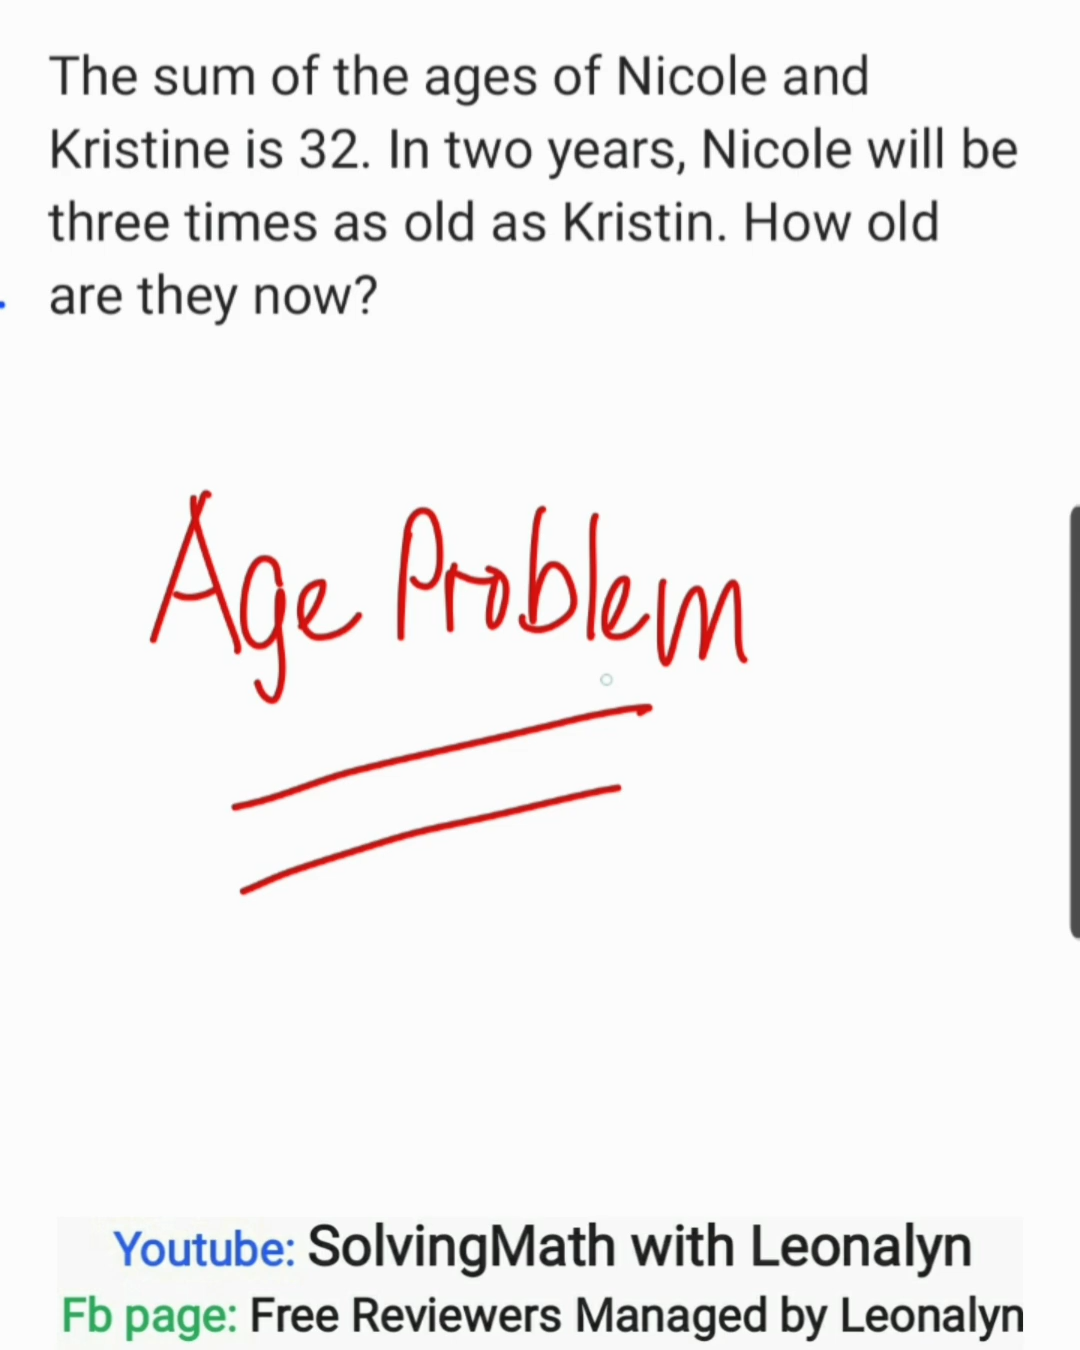 The sum of the ages of Nicole and
Kristine is 32. In two years, Nicole will be
three times as old as Kristin. How old
are they now?
Age Problem
Youtube: SolvingMath with Leonalyn
Fb page: Free Reviewers Managed by Leonalyn